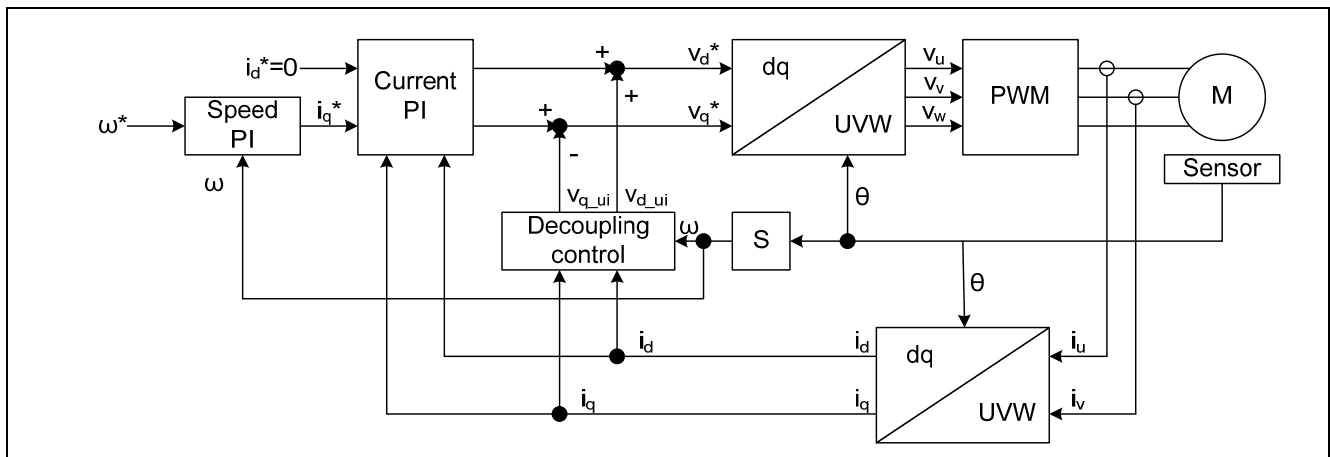 i_d*=0
Current
PI
+
+
v_d*
dq
UVW
v_u
v_v
v_w
PWM
M
ω*
Speed
PI
i_q*
+
-
v_q*
Sensor
ω
v_q_ui
v_d_ui
Decoupling
control
ω
S
θ
θ
i_d
i_d
dq
UVW
i_u
i_q
i_q
i_v